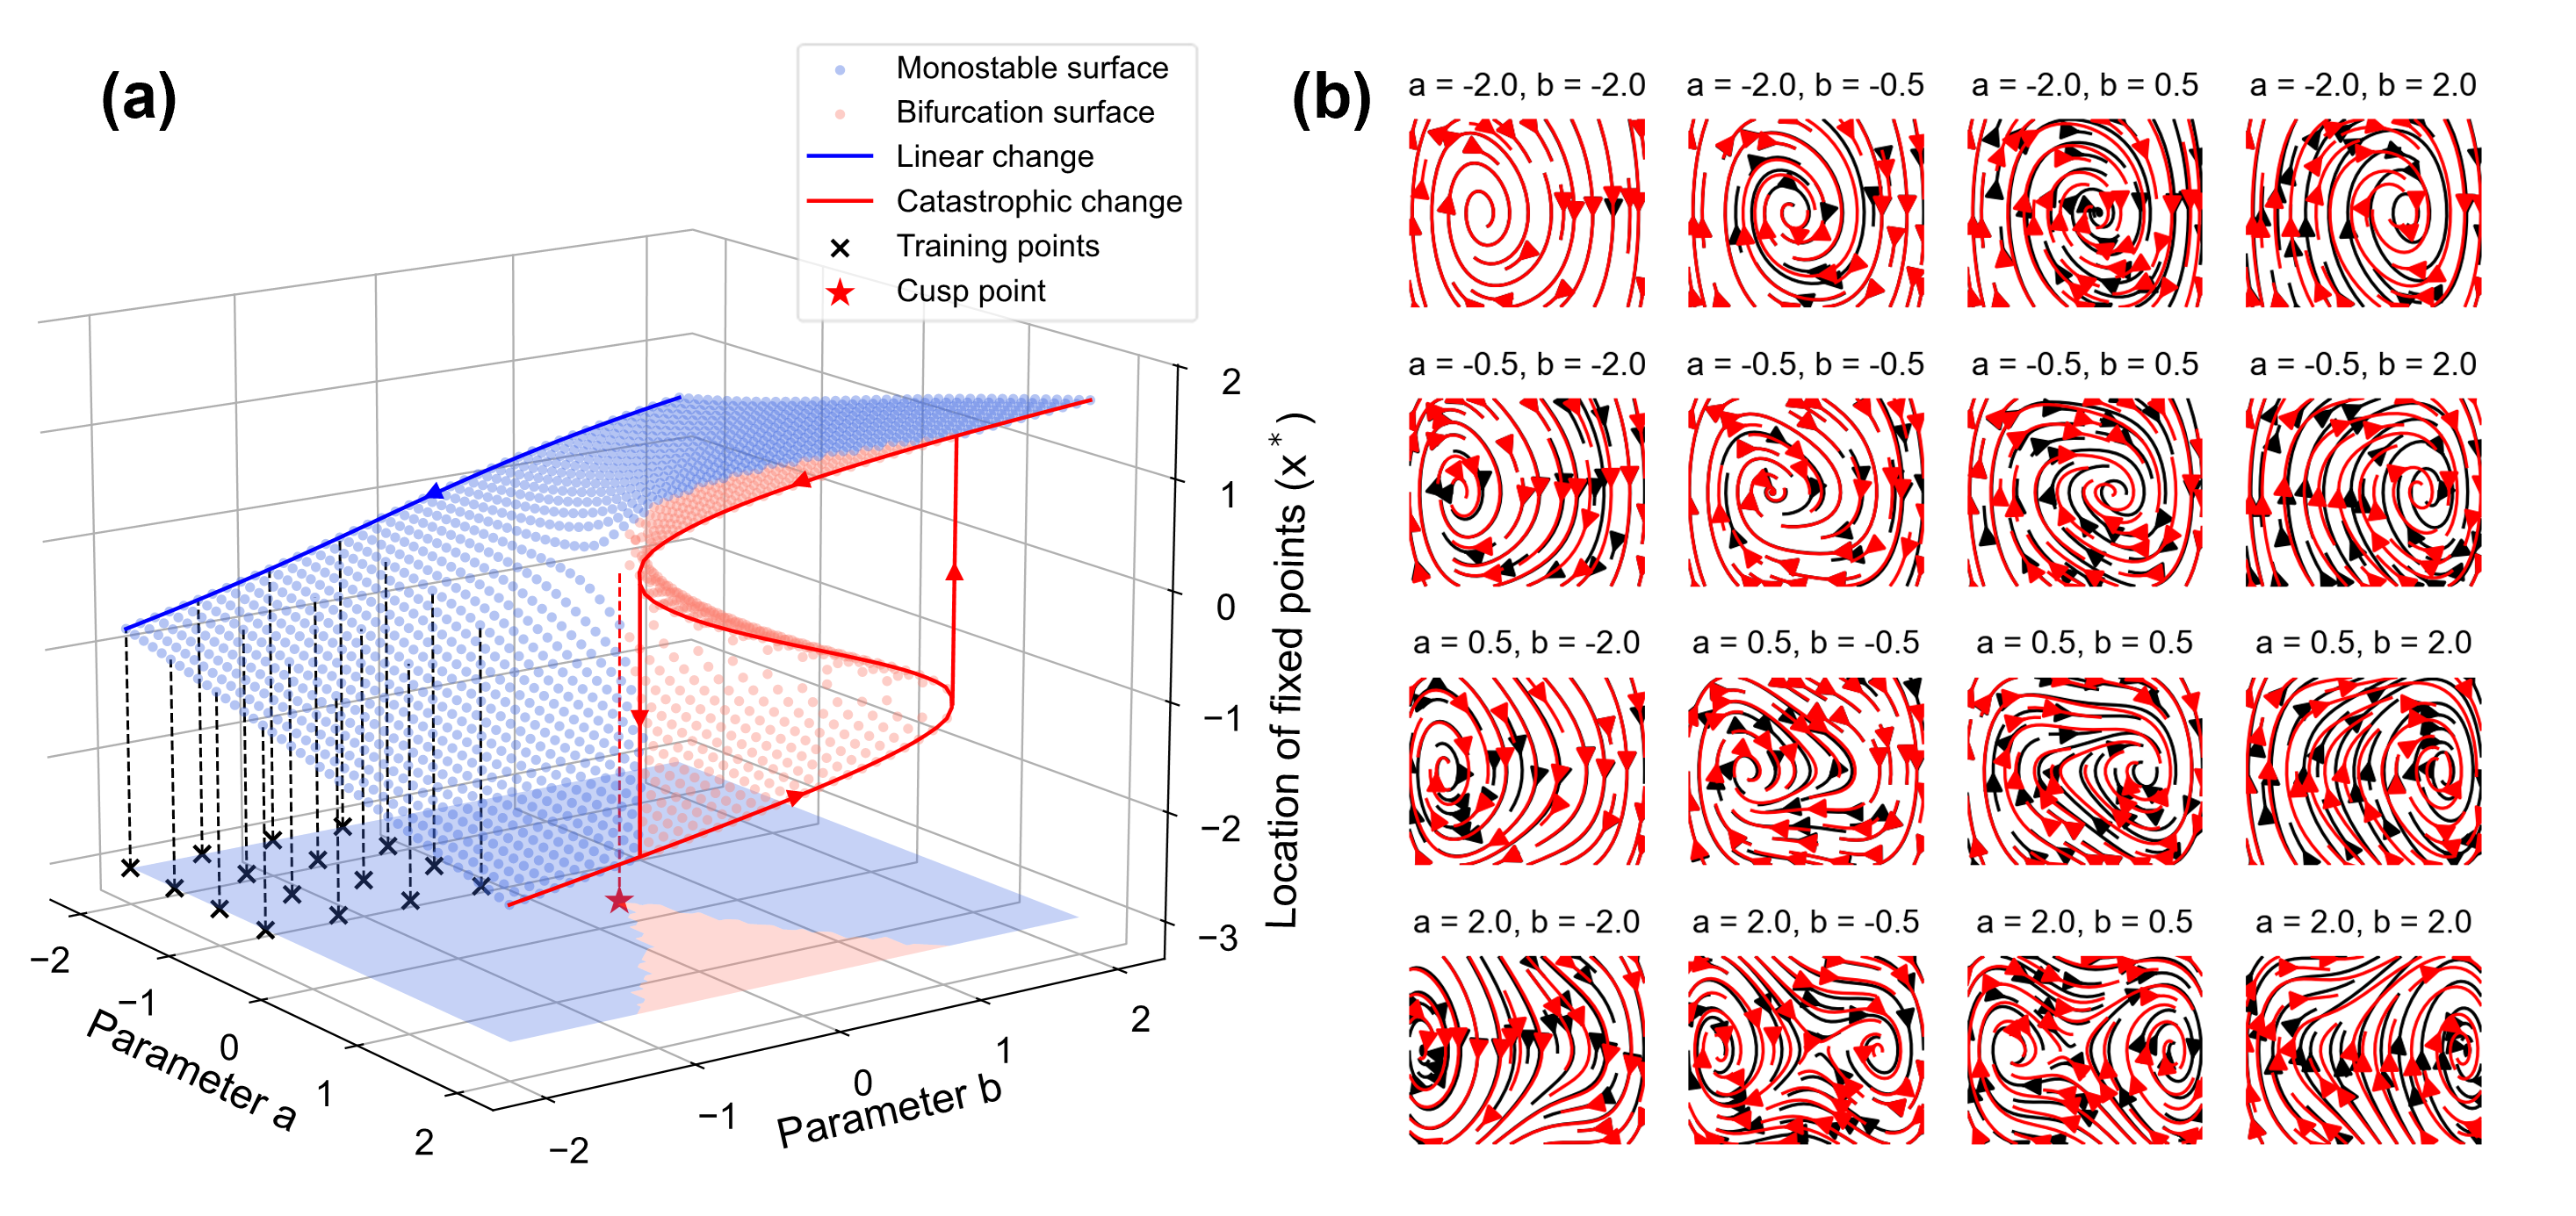 (a)
Monostable surface
Bifurcation surface
Linear change
Catastrophic change
Training points
Cusp point
2
1
0
−1
−2
−3
Location of fixed points (x*)
−2
−1
0
1
2
Parameter a
−2
−1
0
1
2
Parameter b
(b)
a = -2.0, b = -2.0
a = -2.0, b = -0.5
a = -2.0, b = 0.5
a = -2.0, b = 2.0
a = -0.5, b = -2.0
a = -0.5, b = -0.5
a = -0.5, b = 0.5
a = -0.5, b = 2.0
a = 0.5, b = -2.0
a = 0.5, b = -0.5
a = 0.5, b = 0.5
a = 0.5, b = 2.0
a = 2.0, b = -2.0
a = 2.0, b = -0.5
a = 2.0, b = 0.5
a = 2.0, b = 2.0